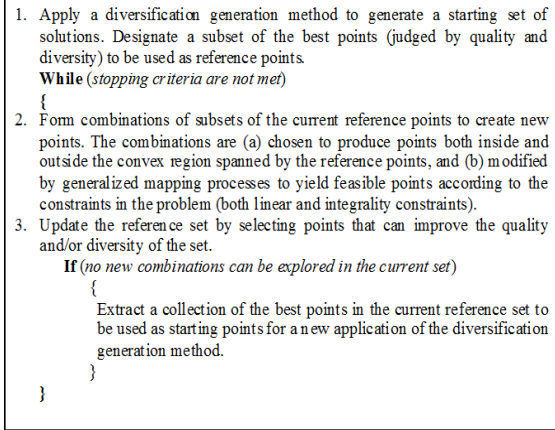 1. Apply a diversification generation method to generate a starting set of
solutions. Designate a subset of the best points (judged by quality and
diversity) to be used as reference points.
While (stopping criteria are not met)
{
2. Form combinations of subsets of the current reference points to create new
points. The combinations are (a) chosen to produce points both inside and
outside the convex region spanned by the reference points, and (b) modified
by generalized mapping processes to yield feasible points according to the
constraints in the problem (both linear and integrality constraints).
3. Update the reference set by selecting points that can improve the quality
and/or diversity of the set.
If (no new combinations can be explored in the current set)
{
Extract a collection of the best points in the current reference set to
be used as starting points for a new application of the diversification
generation method.
}
}